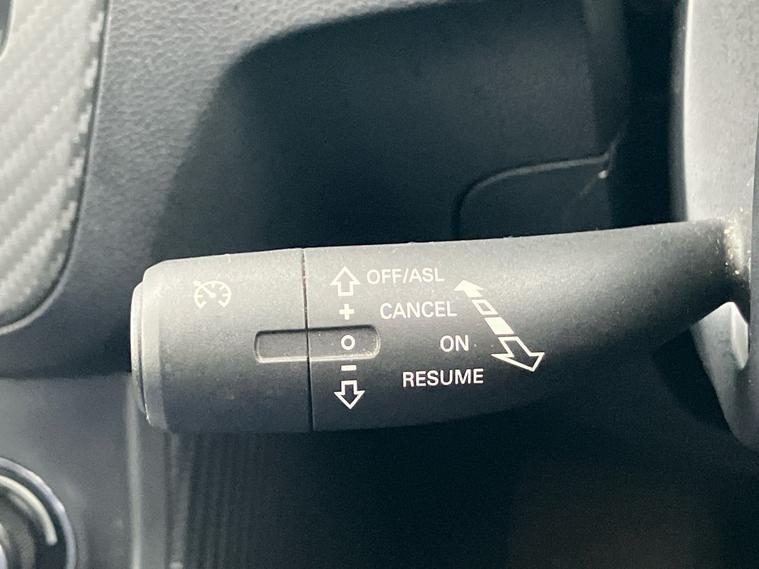 OFF/ASL
+ CANCEL
O ON
- RESUME